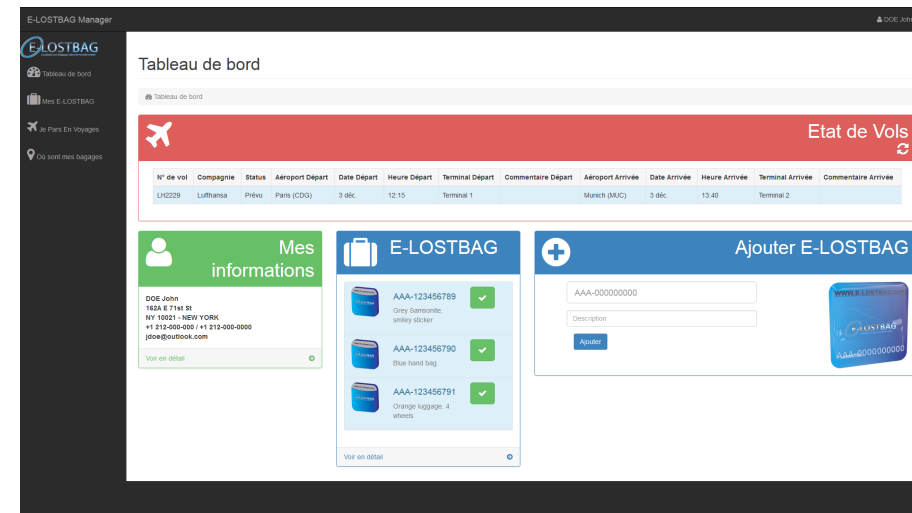 E-LOSTBAG Manager
DOE John
E-LOSTBAG
Tableau de bord
Mes E-LOSTBAG
Je Pars En Voyages
Où sont mes bagages
Tableau de bord
Tableau de bord
Etat de Vols
N° de vol Compagnie Status Aéroport Départ Date Départ Heure Départ Terminal Départ Commentaire Départ Aéroport Arrivée Date Arrivée Heure Arrivée Terminal Arrivée Commentaire Arrivée
LH2229 Lufthansa Prévu Paris (CDG) 3 déc. 12:15 Terminal 1 Munich (MUC) 3 déc. 13:40 Terminal 2
Mes
informations
DOE John
162A E 71st St
NY 10021 - NEW YORK
+1 212-000-000 / +1 212-000-0000
jdoe@outlook.com
Voir en détail
E-LOSTBAG
AAA-123456789
Grey Samsonite,
smiley sticker
AAA-123456790
Blue hand bag
AAA-123456791
Orange luggage, 4
wheels
Voir en détail
Ajouter E-LOSTBAG
AAA-000000000
Description
Ajouter
E-LOSTBAG
AAA-0000000000